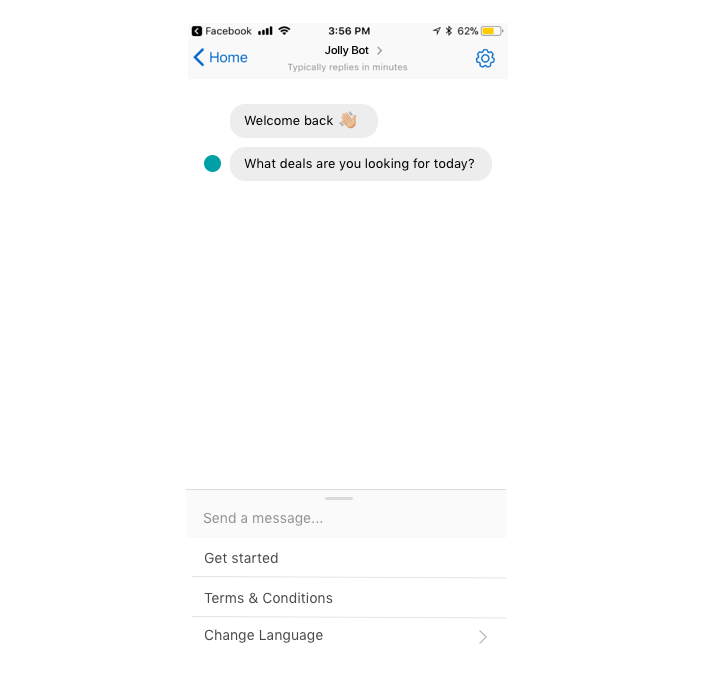 Facebook 3:56 PM 62%
Home Jolly Bot
Typically replies in minutes
Welcome back 👋🏼
What deals are you looking for today?
Send a message...
Get started
Terms & Conditions
Change Language